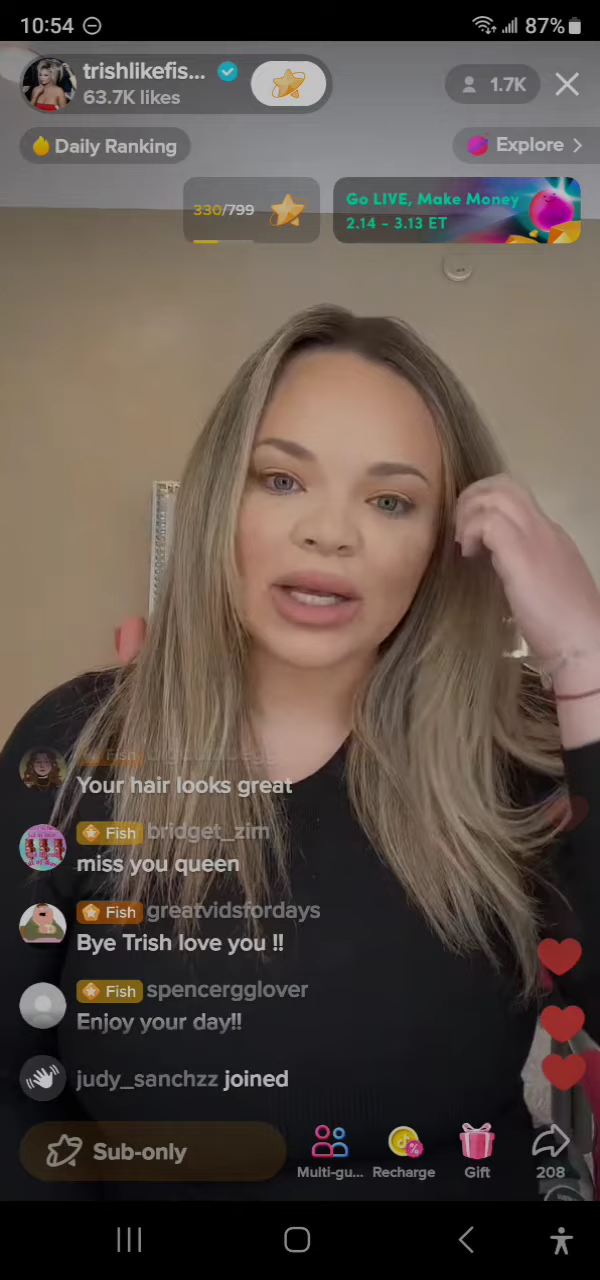 10:54 87%
trishlikefis...
63.7K likes
1.7K
Daily Ranking
Explore >
330/799
Go LIVE, Make Money
2.14 - 3.13 ET
Fish
Your hair looks great
Fish bridget_zim
miss you queen
Fish greatvidsfordays
Bye Trish love you !!
Fish spencergglover
Enjoy your day!!
judy_sanchzz joined
Sub-only
Multi-gu...
Recharge
Gift
208